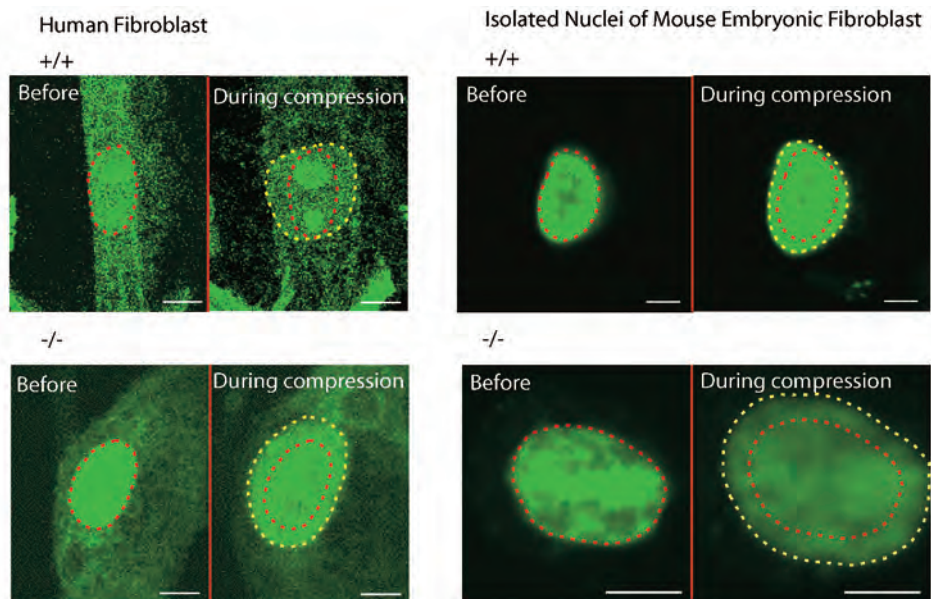 Human Fibroblast
Isolated Nuclei of Mouse Embryonic Fibroblast
+/+
+/+
Before
During compression
Before
During compression
-/-
-/-
Before
During compression
Before
During compression